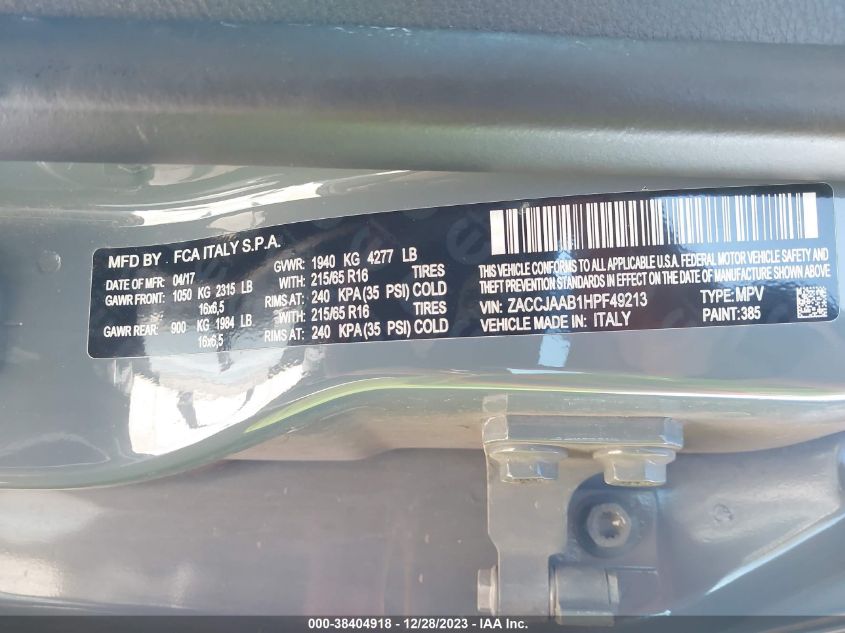 MFD BY. FCA ITALY S.P.A.
DATE OF MFR: 04/17 GVWR: 1940 KG 4277 LB
GAWR FRONT: 1050 KG 2315 LB WITH: 215/65 R16 TIRES
16x6,5 RIMS AT: 240 KPA (35 PSI) COLD
GAWR REAR: 900 KG 1984 LB WITH: 215/65 R16 TIRES
16x6,5 RIMS AT: 240 KPA (35 PSI) COLD
THIS VEHICLE CONFORMS TO ALL APPLICABLE U.S.A. FEDERAL MOTOR VEHICLE SAFETY AND
THEFT PREVENTION STANDARDS IN EFFECT ON THE DATE OF MANUFACTURE SHOWN ABOVE
VIN: ZACCJAAB1HPF49213 TYPE: MPV
VEHICLE MADE IN: ITALY PAINT: 385
000-38404918 - 12/28/2023 - IAA Inc.